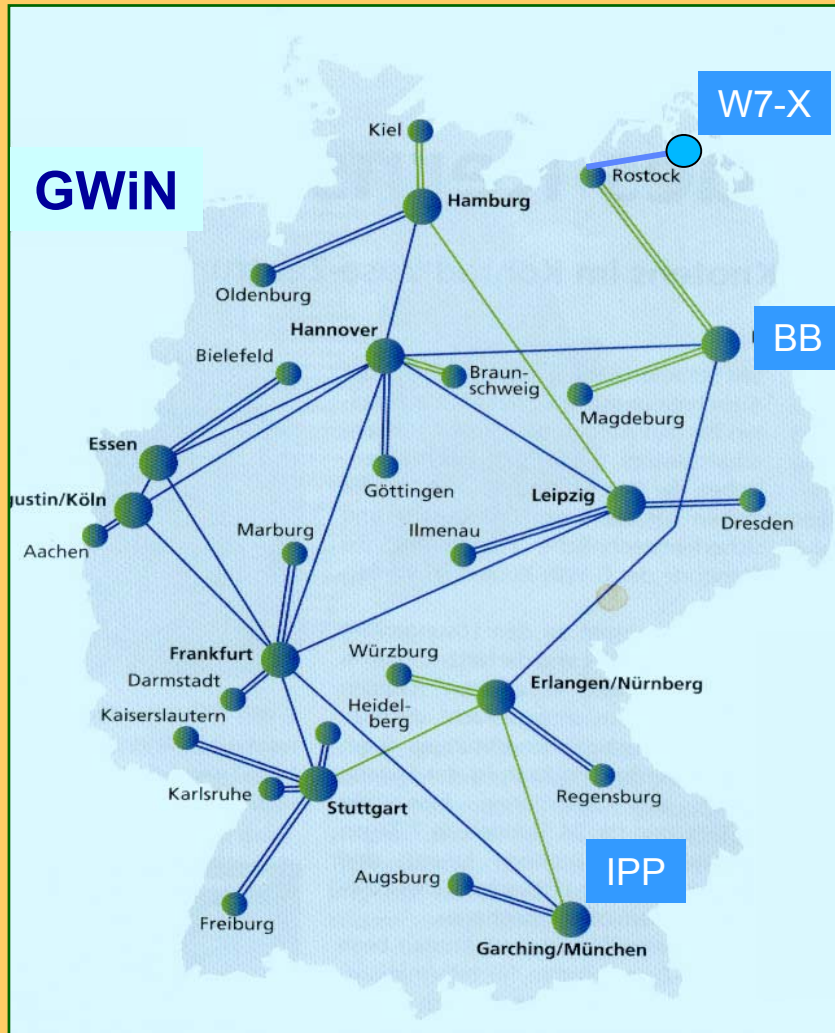 W7-X
Kiel
GWiN
Rostock
Hamburg
Oldenburg
Hannover
BB
Bielefeld
Braun-
schweig
Magdeburg
Essen
Göttingen
Leipzig
gustin/Köln
Marburg
Ilmenau
Dresden
Aachen
Frankfurt
Würzburg
Erlangen/Nürnberg
Darmstadt
Heidel-
berg
Kaiserslautern
Karlsruhe
Stuttgart
Regensburg
IPP
Augsburg
Freiburg
Garching/München